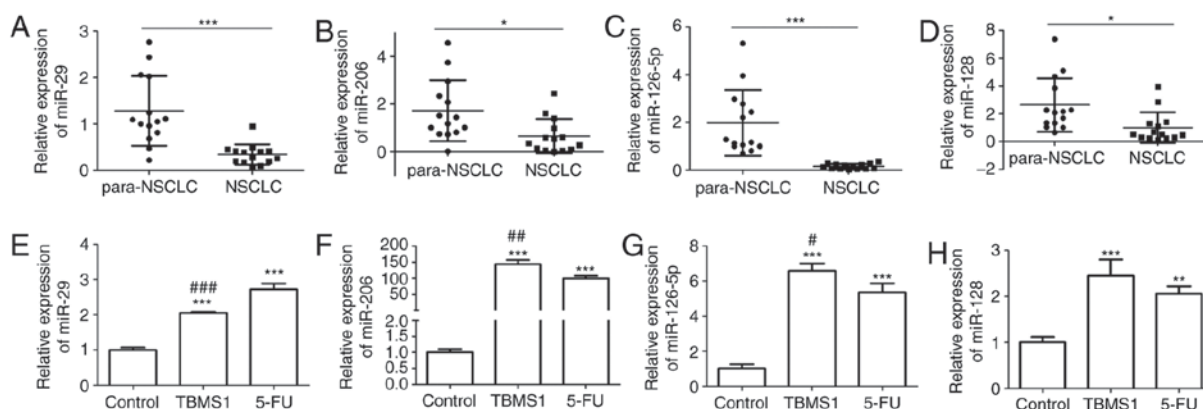 A
***
Relative expression
of miR-29
3
2
1
0
para-NSCLC NSCLC
B
*
Relative expression
of miR-206
4
2
0
para-NSCLC NSCLC
C
***
Relative expression
of miR-126-5p
6
4
2
0
para-NSCLC NSCLC
D
*
Relative expression
of miR-128
8
6
4
2
0
−2
para-NSCLC NSCLC
E
Relative expression
of miR-29
4
3
2
1
0
###
***
***
Control TBMS1 5-FU
F
Relative expression
of miR-206
200
150
100
50
2.0
1.5
1.0
0.5
0.0
##
***
***
Control TBMS1 5-FU
G
Relative expression
of miR-126-5p
8
6
4
2
0
#
***
***
Control TBMS1 5-FU
H
Relative expression
of miR-128
3
2
1
0
***
**
Control TBMS1 5-FU